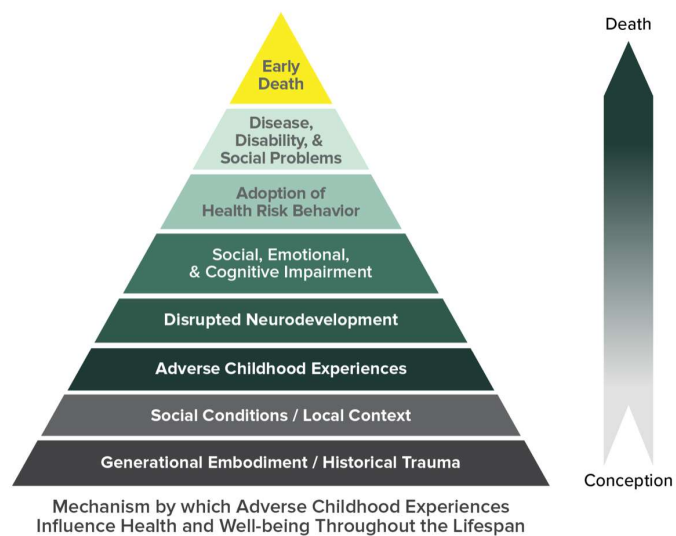 Death
Early
Death
Disease,
Disability, &
Social Problems
Adoption of
Health Risk Behavior
Social, Emotional,
& Cognitive Impairment
Disrupted Neurodevelopment
Adverse Childhood Experiences
Social Conditions / Local Context
Generational Embodiment / Historical Trauma
Conception
Mechanism by which Adverse Childhood Experiences
Influence Health and Well-being Throughout the Lifespan